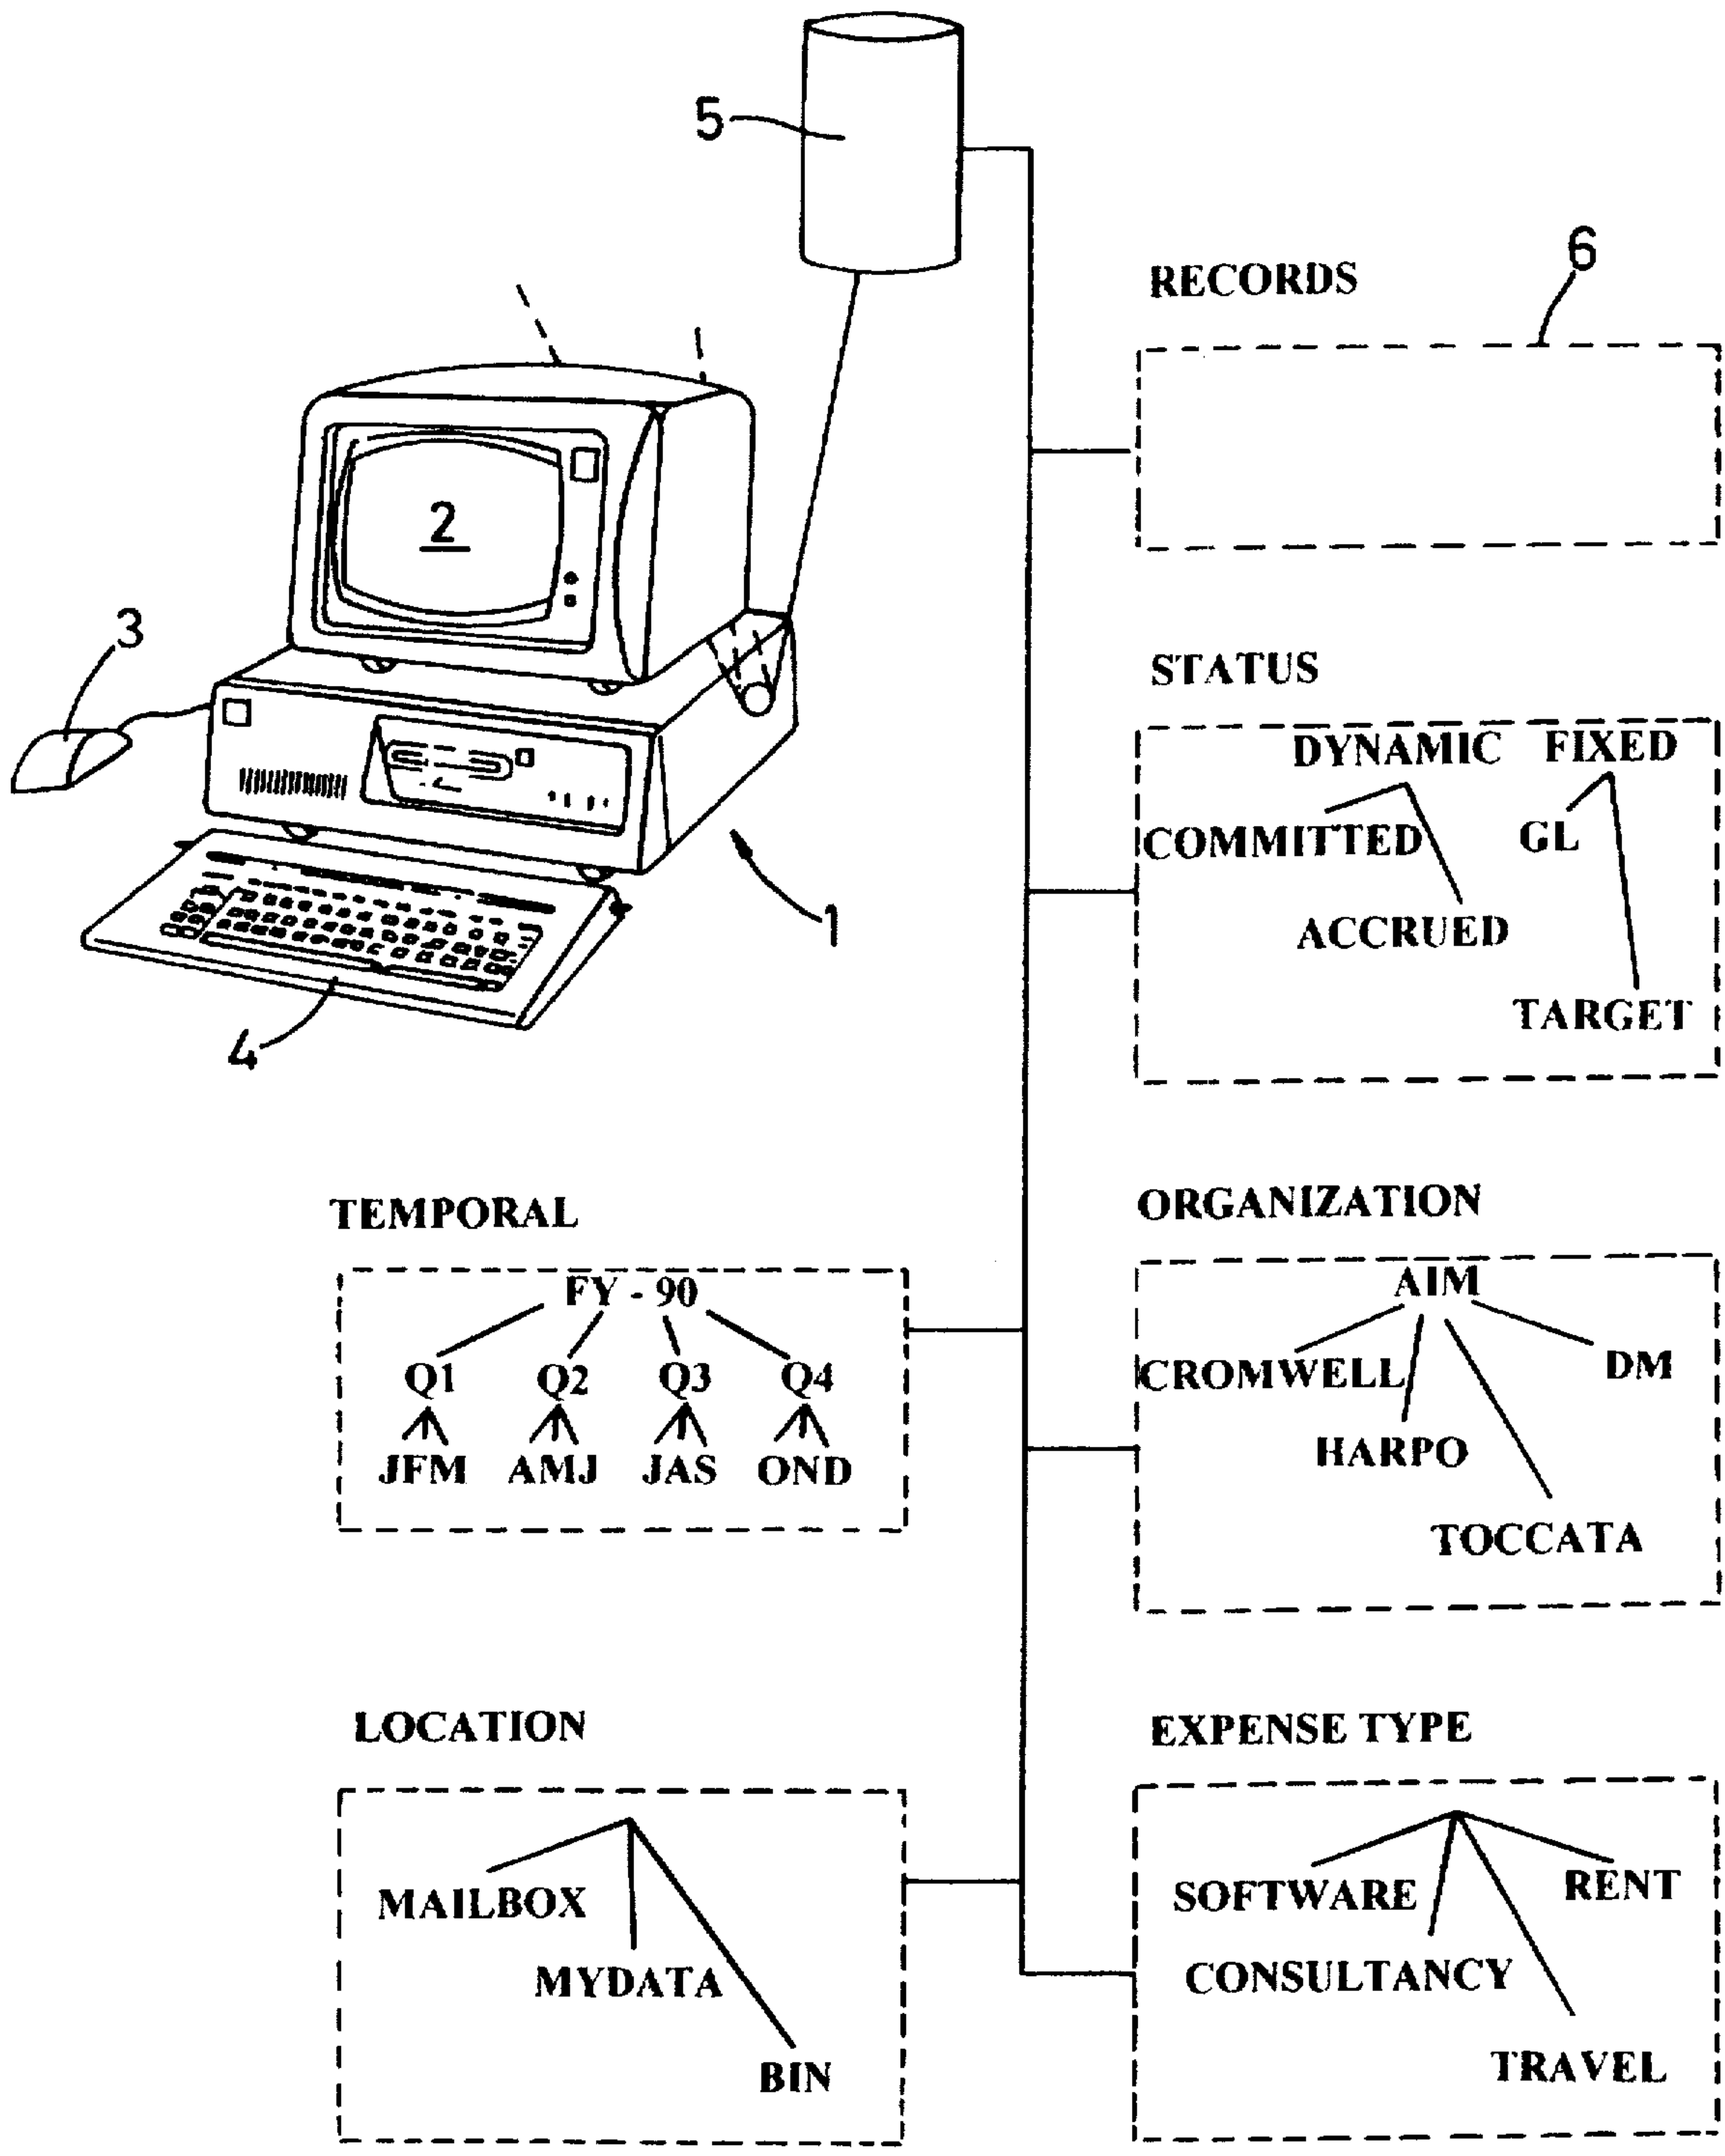 5
6
RECORDS
2
3
STATUS
DYNAMIC FIXED
COMMITTED GL
1
ACCRUED
TARGET
4
TEMPORAL
FY - 90
Q1 Q2 Q3 Q4
JFM AMJ JAS OND
ORGANIZATION
AIM
CROMWELL DM
HARPO
TOCCATA
LOCATION
MAILBOX
MYDATA
BIN
EXPENSE TYPE
SOFTWARE RENT
CONSULTANCY
TRAVEL